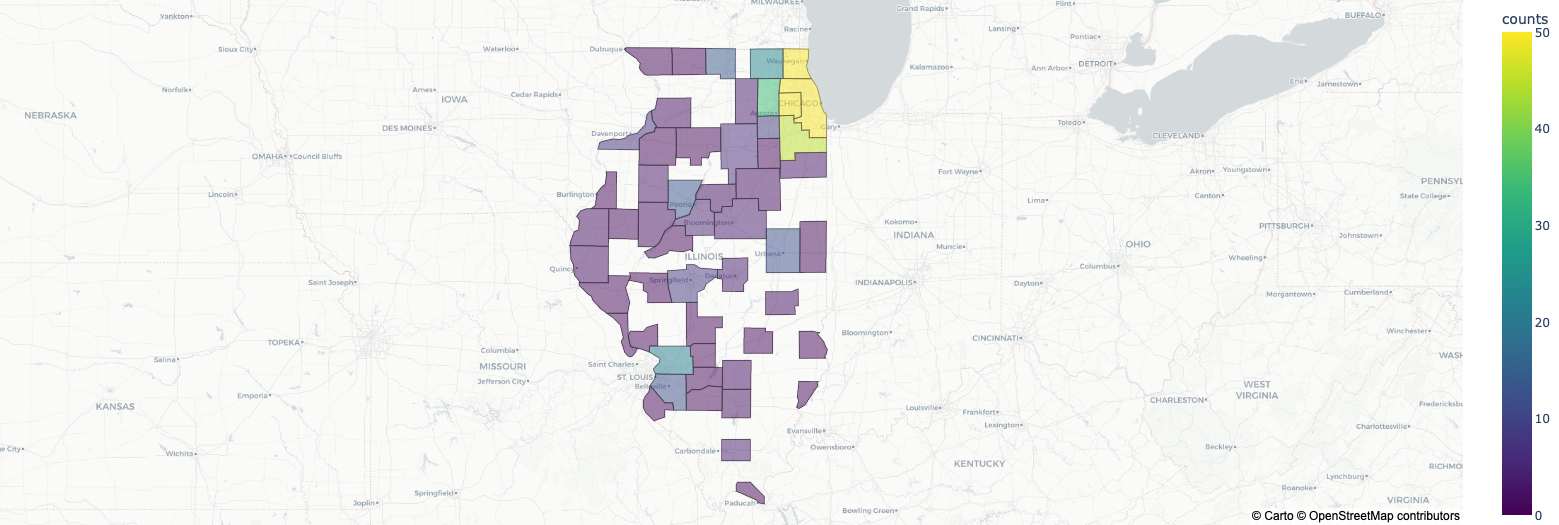 MILWAUKEE
Grand Rapids
Flint
Yankton
BUFFALO
counts
Racine
Lansing
Pontiac
50
Sioux City
Waterloo
Dubuque
Waukegan
Kalamazoo
Ann Arbor
DETROIT
Erie
Jamestown
Norfolk
Ames
Cedar Rapids
IOWA
CHICAGO
NEBRASKA
Aurora
Gary
Toledo
40
DES MOINES
Davenport
CLEVELAND
OMAHA
Council Bluffs
Fort Wayne
Akron
Youngstown
PENNSYL
Lincoln
Burlington
Peoria
Lima
Canton
State College
Bloomington
Kokomo
INDIANA
Muncie
OHIO
PITTSBURGH
Johnstown
30
ILLINOIS
Urbana
Wheeling
Quincy
Springfield
Decatur
Columbus
Saint Joseph
INDIANAPOLIS
Dayton
Morgantown
Cumberland
20
TOPEKA
Bloomington
CINCINNATI
Winchester
Salina
Columbia
MISSOURI
Saint Charles
WASH
Jefferson City
ST. LOUIS
Belleville
WEST
VIRGINIA
Emporia
KANSAS
Louisville
Frankfort
Lexington
CHARLESTON
Fredericksbu
10
Evansville
Charlottesville
e City
Wichita
Carbondale
Owensboro
Beckley
KENTUCKY
RICHMO
Lynchburg
Joplin
Springfield
Paducah
Bowling Green
Roanoke
VIRGINIA
© Carto © OpenStreetMap contributors
0